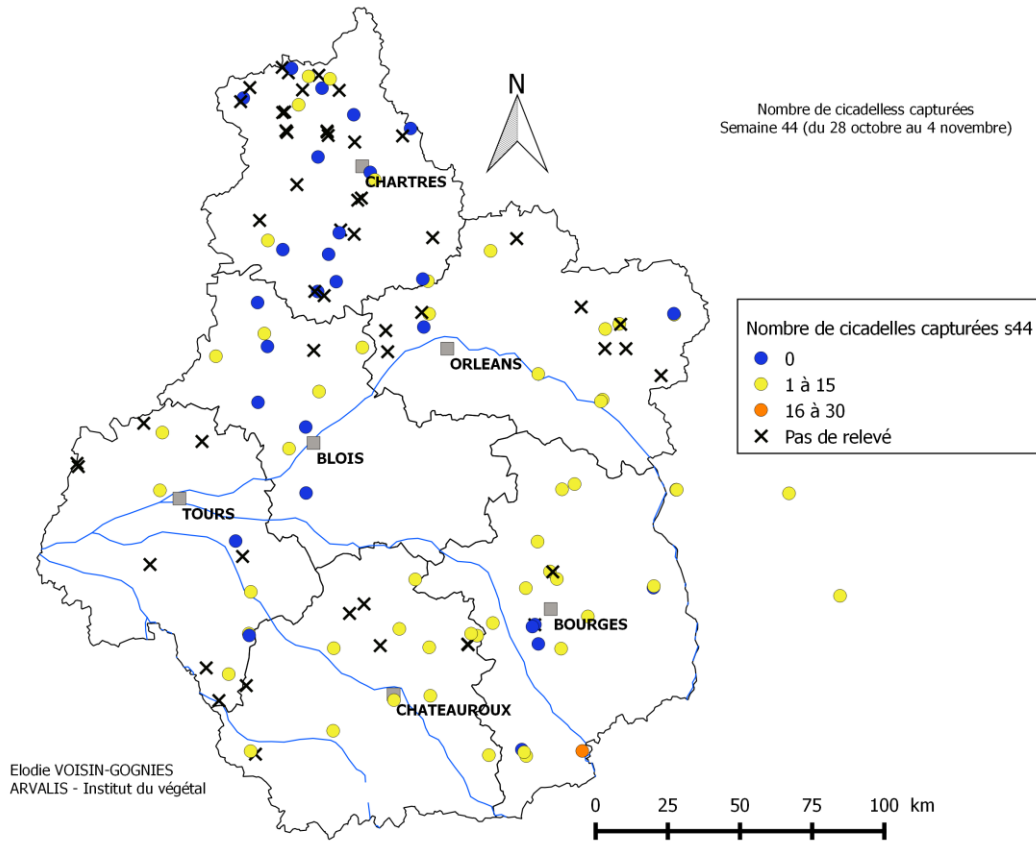 N
Nombre de cicadelless capturées
Semaine 44 (du 28 octobre au 4 novembre)
CHARTRES
Nombre de cicadelles capturées s44
0
1 à 15
16 à 30
Pas de relevé
ORLEANS
BLOIS
TOURS
BOURGES
CHATEAUROUX
Elodie VOISIN-GOGNIES
ARVALIS - Institut du végétal
0 25 50 75 100 km